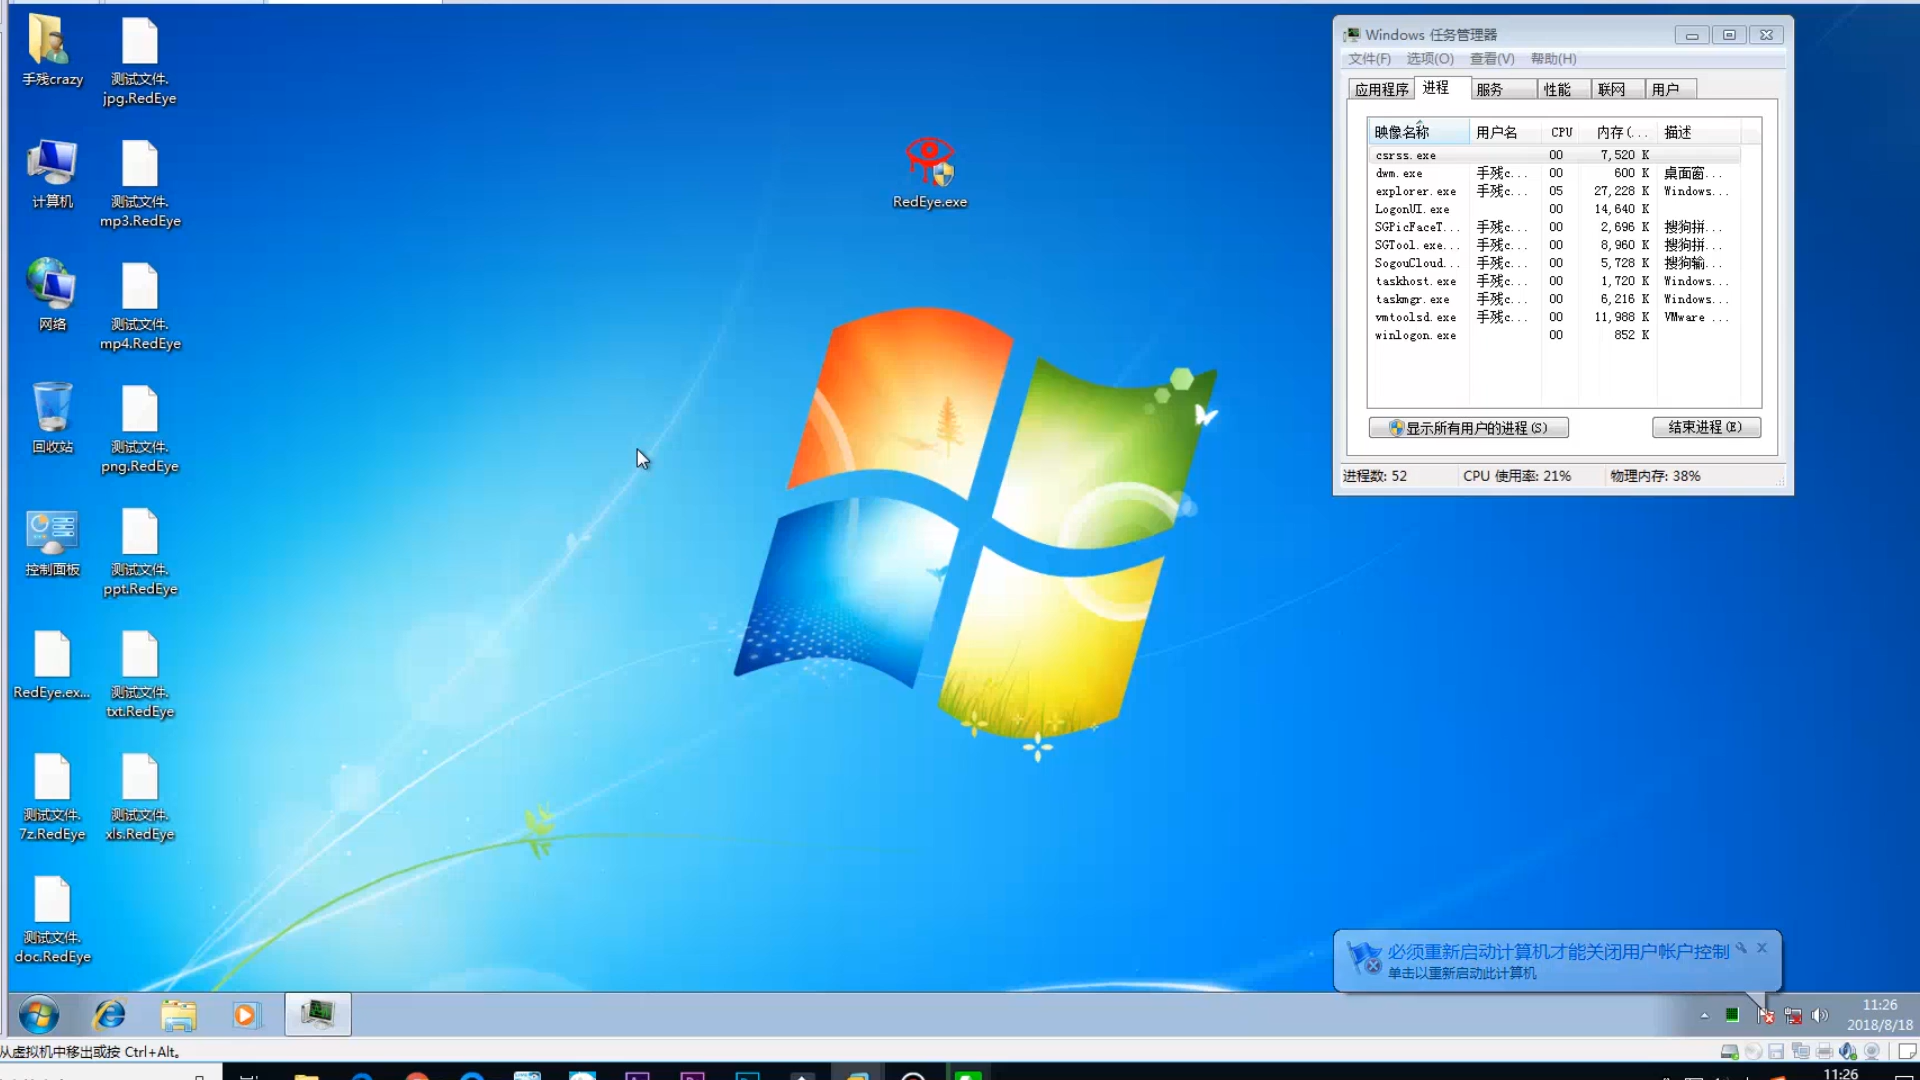 手残crazy
测试文件.
jpg.RedEye
计算机
测试文件.
mp3.RedEye
网络
测试文件.
mp4.RedEye
回收站
测试文件.
png.RedEye
控制面板
测试文件.
ppt.RedEye
RedEye.ex...
测试文件.
txt.RedEye
测试文件.
7z.RedEye
测试文件.
xls.RedEye
测试文件.
doc.RedEye
RedEye.exe
Windows 任务管理器
文件(F) 选项(O) 查看(V) 帮助(H)
应用程序 进程 服务 性能 联网 用户
映像名称 用户名 CPU 内存(... 描述
csrss.exe 00 7,520 K
dwm.exe 手残c... 00 600 K 桌面窗...
explorer.exe 手残c... 05 27,228 K Windows...
LogonUI.exe 00 14,640 K
SGPicFaceT... 手残c... 00 2,696 K 搜狗拼...
SGTool.exe... 手残c... 00 8,960 K 搜狗拼...
SogouCloud... 手残c... 00 5,728 K 搜狗输...
taskhost.exe 手残c... 00 1,720 K Windows...
taskmgr.exe 手残c... 00 6,216 K Windows...
vmtoolsd.exe 手残c... 00 11,988 K VMware ...
winlogon.exe 00 852 K
显示所有用户的进程(S) 结束进程(E)
进程数: 52 CPU 使用率: 21% 物理内存: 38%
必须重新启动计算机才能关闭用户帐户控制
单击以重新启动此计算机
11:26
2018/8/18
从虚拟机中移出或按 Ctrl+Alt。
11:26